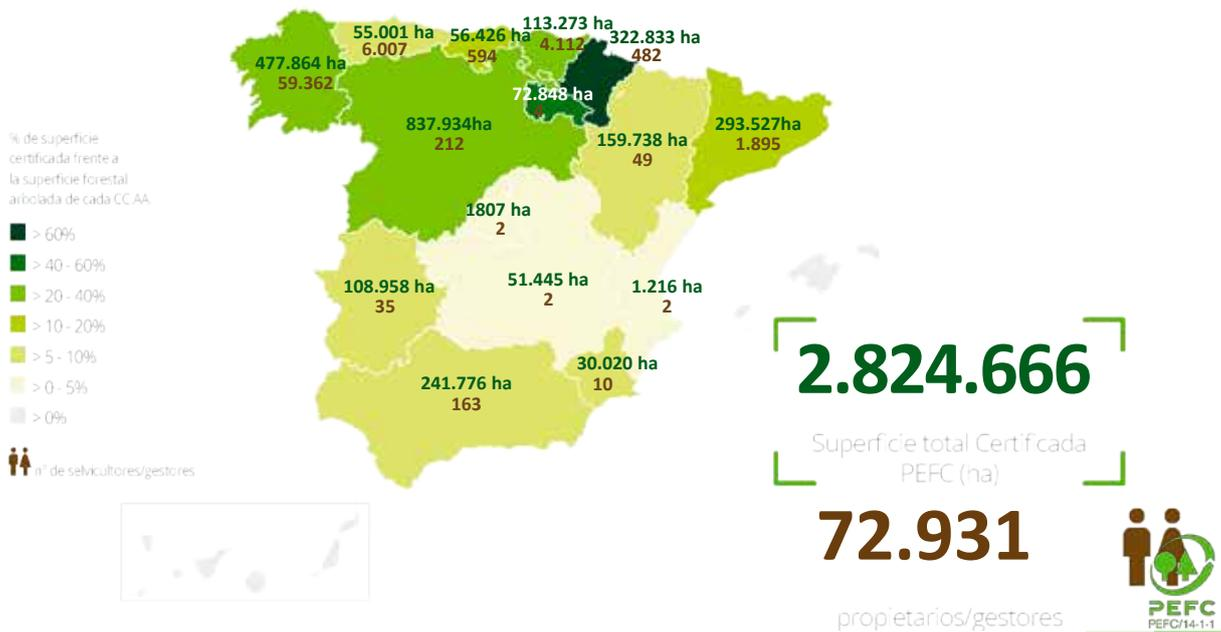 55.001 ha
6.007
56.426 ha
594
113.273 ha
4.112
322.833 ha
482
477.864 ha
59.362
72.848 ha
837.934ha
212
159.738 ha
49
293.527ha
1.895
1807 ha
2
108.958 ha
35
51.445 ha
2
1.216 ha
2
30.020 ha
10
241.776 ha
163
% de superficie
certificada frente a
la superficie forestal
arbolada de cada CC.AA.
> 60%
> 40 - 60%
> 20 - 40%
> 10 - 20%
> 5 - 10%
> 0 - 5%
> 0%
nº de selvicultores/gestores
2.824.666
Superficie total Certificada
PEFC (ha)
72.931
propietarios/gestores
PEFC
PEFC/14-1-1